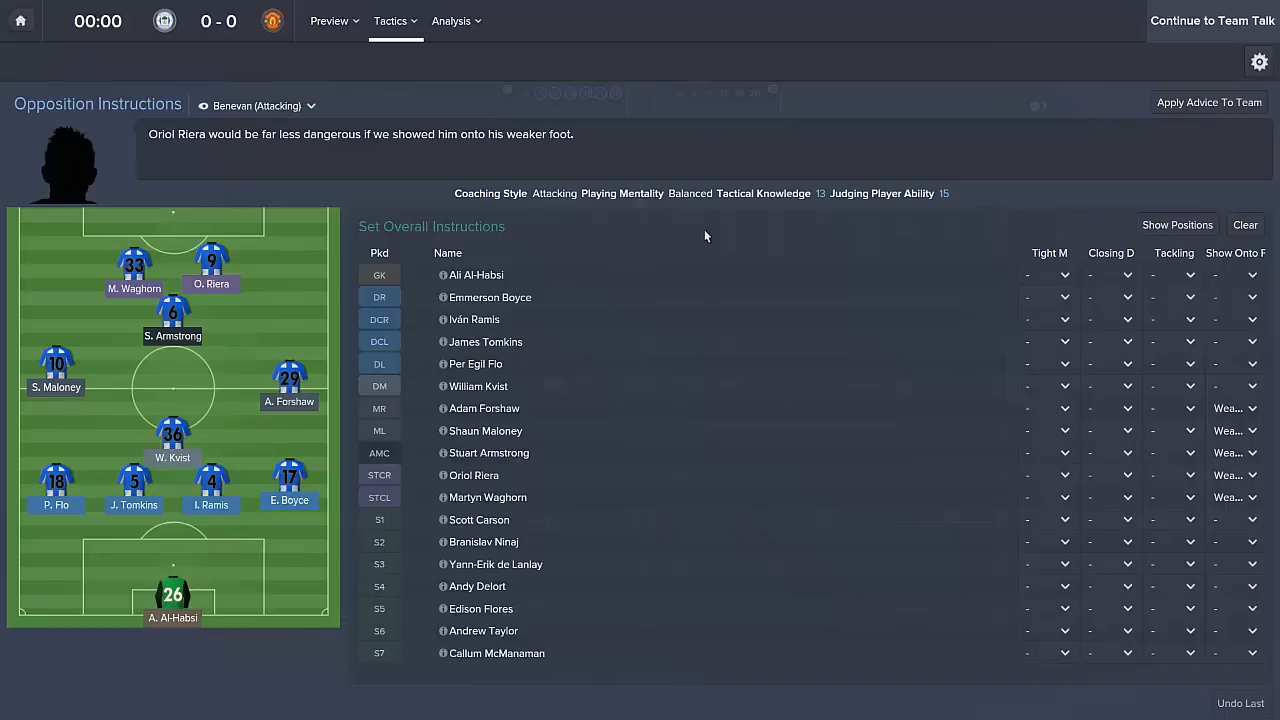 00:00 0 - 0 Preview Tactics Analysis Continue to Team Talk
Opposition Instructions Benevan (Attacking) Apply Advice To Team
Oriol Riera would be far less dangerous if we showed him onto his weaker foot.
Coaching Style Attacking Playing Mentality Balanced Tactical Knowledge 13 Judging Player Ability 15
Set Overall Instructions Show Positions Clear
Pkd Name Tight M Closing D Tackling Show Onto F
GK Ali Al-Habsi - - - -
DR Emmerson Boyce - - - -
DCR Iván Ramis - - - -
DCL James Tomkins - - - -
DL Per Egil Flo - - - -
DM William Kvist - - - -
MR Adam Forshaw - - - Wea...
ML Shaun Maloney - - - Wea...
AMC Stuart Armstrong - - - Wea...
STCR Oriol Riera - - - Wea...
STCL Martyn Waghorn - - - Wea...
S1 Scott Carson - - - -
S2 Branislav Ninaj - - - -
S3 Yann-Erik de Lanlay - - - -
S4 Andy Delort - - - -
S5 Edison Flores - - - -
S6 Andrew Taylor - - - -
S7 Callum McManaman - - - -
33 9
M. Waghorn O. Riera
6
S. Armstrong
10 29
S. Maloney A. Forshaw
36
W. Kvist
18 5 4 17
P. Flo J. Tomkins I. Ramis E. Boyce
26
A. Al-Habsi
Undo Last